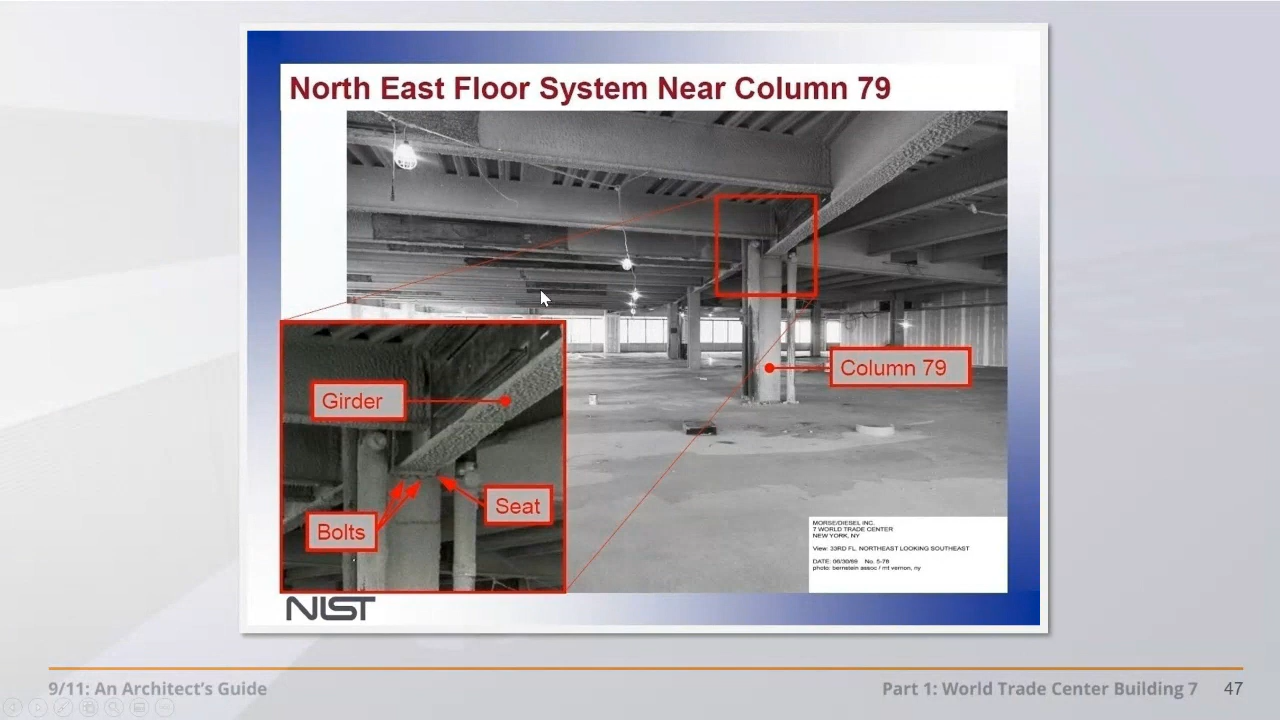 North East Floor System Near Column 79
Column 79
Girder
Seat
Bolts
MORSE/DIESEL INC.
7 WORLD TRADE CENTER
NEW YORK, NY
View: 33RD FL. NORTHEAST LOOKING SOUTHEAST
DATE: 06/30/86 No. 5-78
photo: bernstein assoc / mt vernon, ny
NIST
9/11: An Architect's Guide
Part 1: World Trade Center Building 7 47